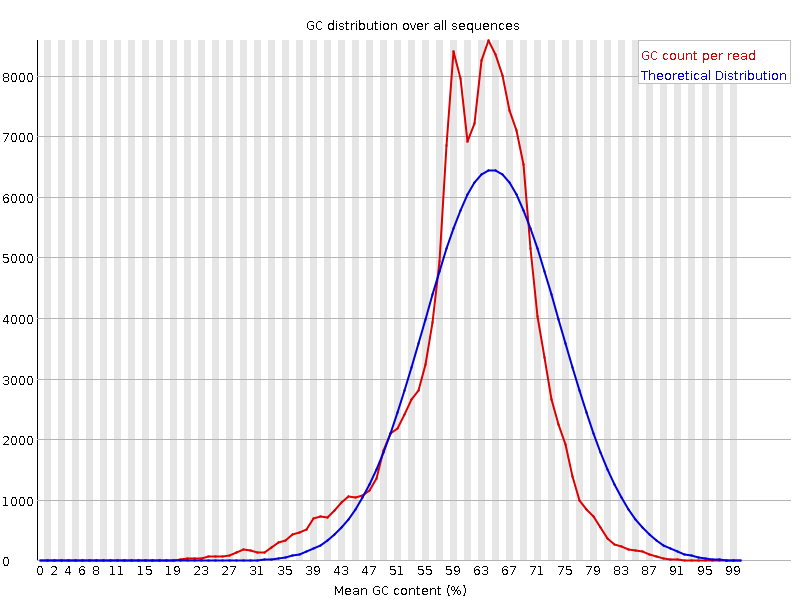 GC distribution over all sequences
GC count per read
Theoretical Distribution
8000
7000
6000
5000
4000
3000
2000
1000
0
0 2 4 6 8 11 15 19 23 27 31 35 39 43 47 51 55 59 63 67 71 75 79 83 87 91 95 99
Mean GC content (%)